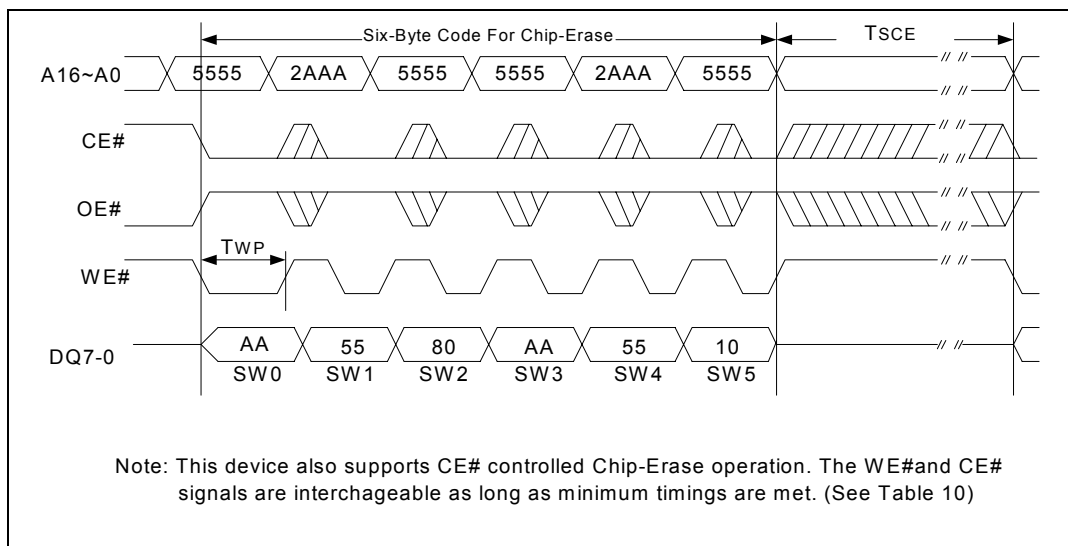 Six-Byte Code For Chip-Erase TSCE
A16~A0 5555 2AAA 5555 5555 2AAA 5555
CE#
OE#
TWP
WE#
DQ7-0 AA 55 80 AA 55 10
SW0 SW1 SW2 SW3 SW4 SW5
Note: This device also supports CE# controlled Chip-Erase operation. The WE#and CE#
signals are interchageable as long as minimum timings are met. (See Table 10)